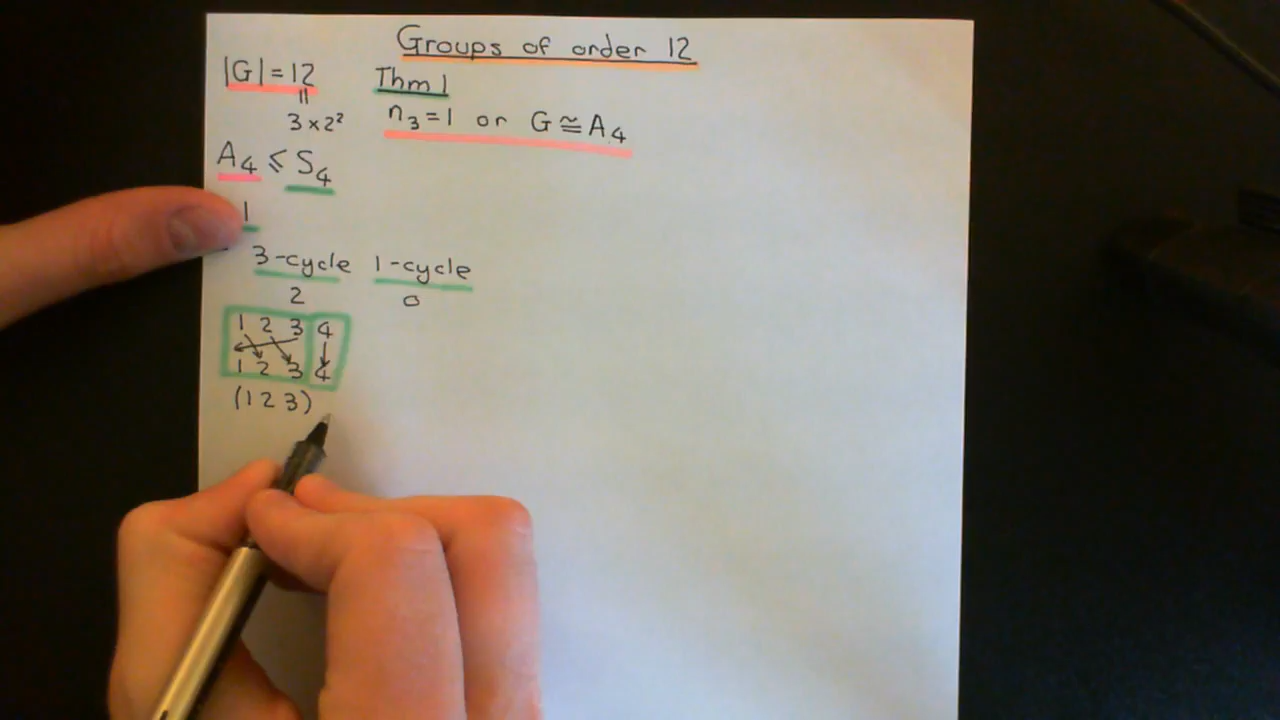 Groups of order 12
|G| = 12
Thm 1
=
3 × 2²
n₃ = 1 or G ≅ A₄
A₄ ⩽ S₄
1
3-cycle 1-cycle
2 0
1 2 3 4
1 2 3 4
(1 2 3)